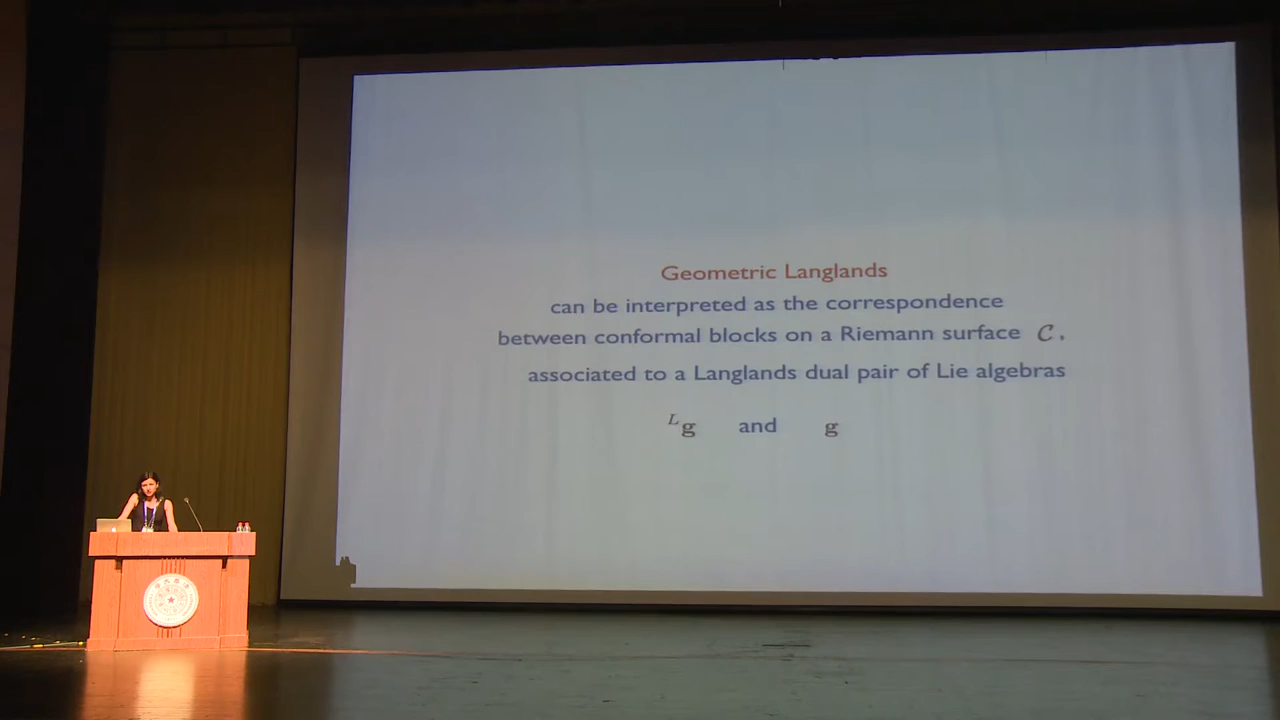 Geometric Langlands
can be interpreted as the correspondence
between conformal blocks on a Riemann surface 𝒞,
associated to a Langlands dual pair of Lie algebras
ᴸg and g